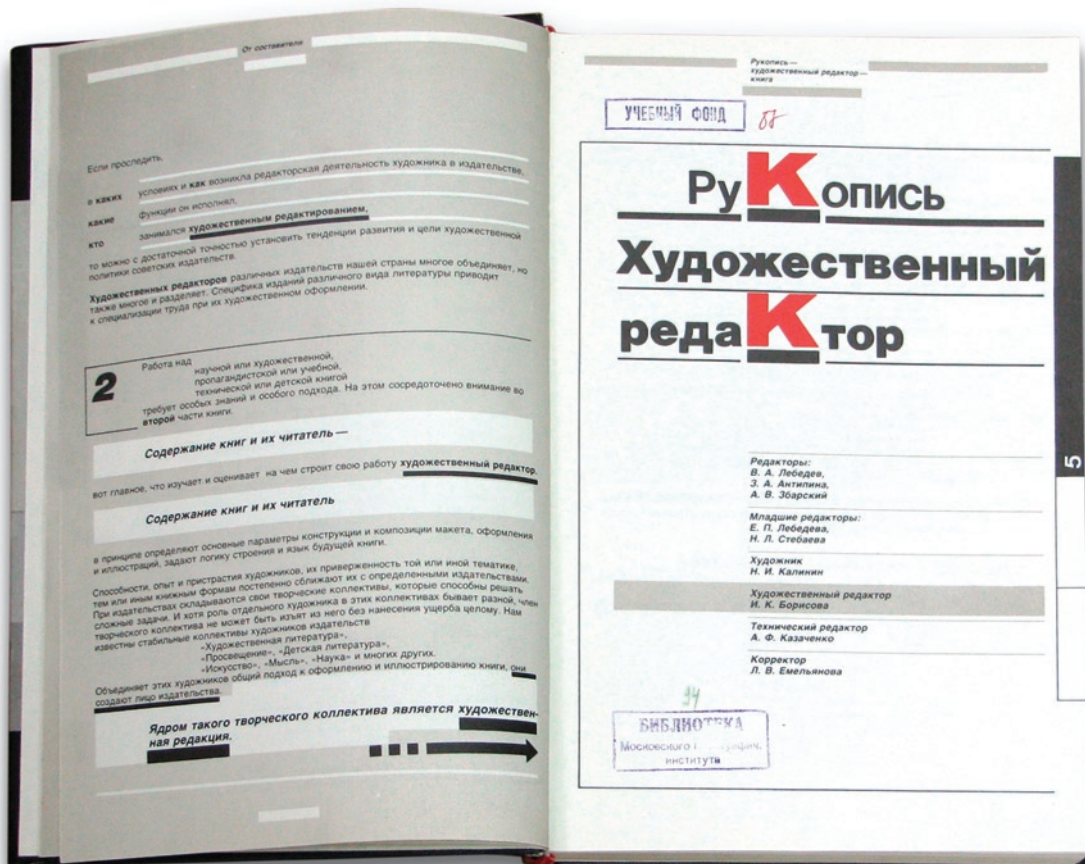 От составителя
Если проследить,
о каких условиях и как возникла редакторская деятельность художника в издательстве,
какие функции он исполнял,
кто занимался художественным редактированием,
то можно с достаточной точностью установить тенденции развития и цели художественной
политики советских издательств.
Художественных редакторов различных издательств нашей страны многое объединяет, но
также многое и разделяет. Специфика изданий различного вида литературы приводит
к специализации труда при их художественном оформлении.
2
Работа над
научной или художественной,
пропагандистской или учебной,
технической или детской книгой
требует особых знаний и особого подхода. На этом сосредоточено внимание во
второй части книги.
Содержание книг и их читатель —
вот главное, что изучает и оценивает на чем строит свою работу художественный редактор.
Содержание книг и их читатель
в принципе определяют основные параметры конструкции и композиции макета, оформления
и иллюстраций, задают логику строения и язык будущей книги.
Способности, опыт и пристрастия художников, их приверженность той или иной тематике,
тем или иным книжным формам постепенно сближают их с определенными издательствами.
При издательствах складываются свои творческие коллективы, которые способны решать
сложные задачи. И хотя роль отдельного художника в этих коллективах бывает разной, член
творческого коллектива не может быть изъят из него без нанесения ущерба целому. Нам
известны стабильные коллективы художников издательств
«Художественная литература»,
«Просвещение», «Детская литература»,
«Искусство», «Мысль», «Наука» и многих других.
Объединяет этих художников общий подход к оформлению и иллюстрированию книги, они
создают лицо издательства.
Ядром такого творческого коллектива является художествен-
ная редакция.
Рукопись —
художественный редактор —
книга
УЧЕБНЫЙ ФОНД
РуКопись
Художественный
редаКтор
5
Редакторы:
В. А. Лебедев,
З. А. Антипина,
А. В. Збарский
Младшие редакторы:
Е. П. Лебедева,
Н. Л. Стебаева
Художник
Н. И. Калинин
Художественный редактор
И. К. Борисова
Технический редактор
А. Ф. Казаченко
Корректор
Л. В. Емельянова
94
БИБЛИОТЕКА
Московского
института